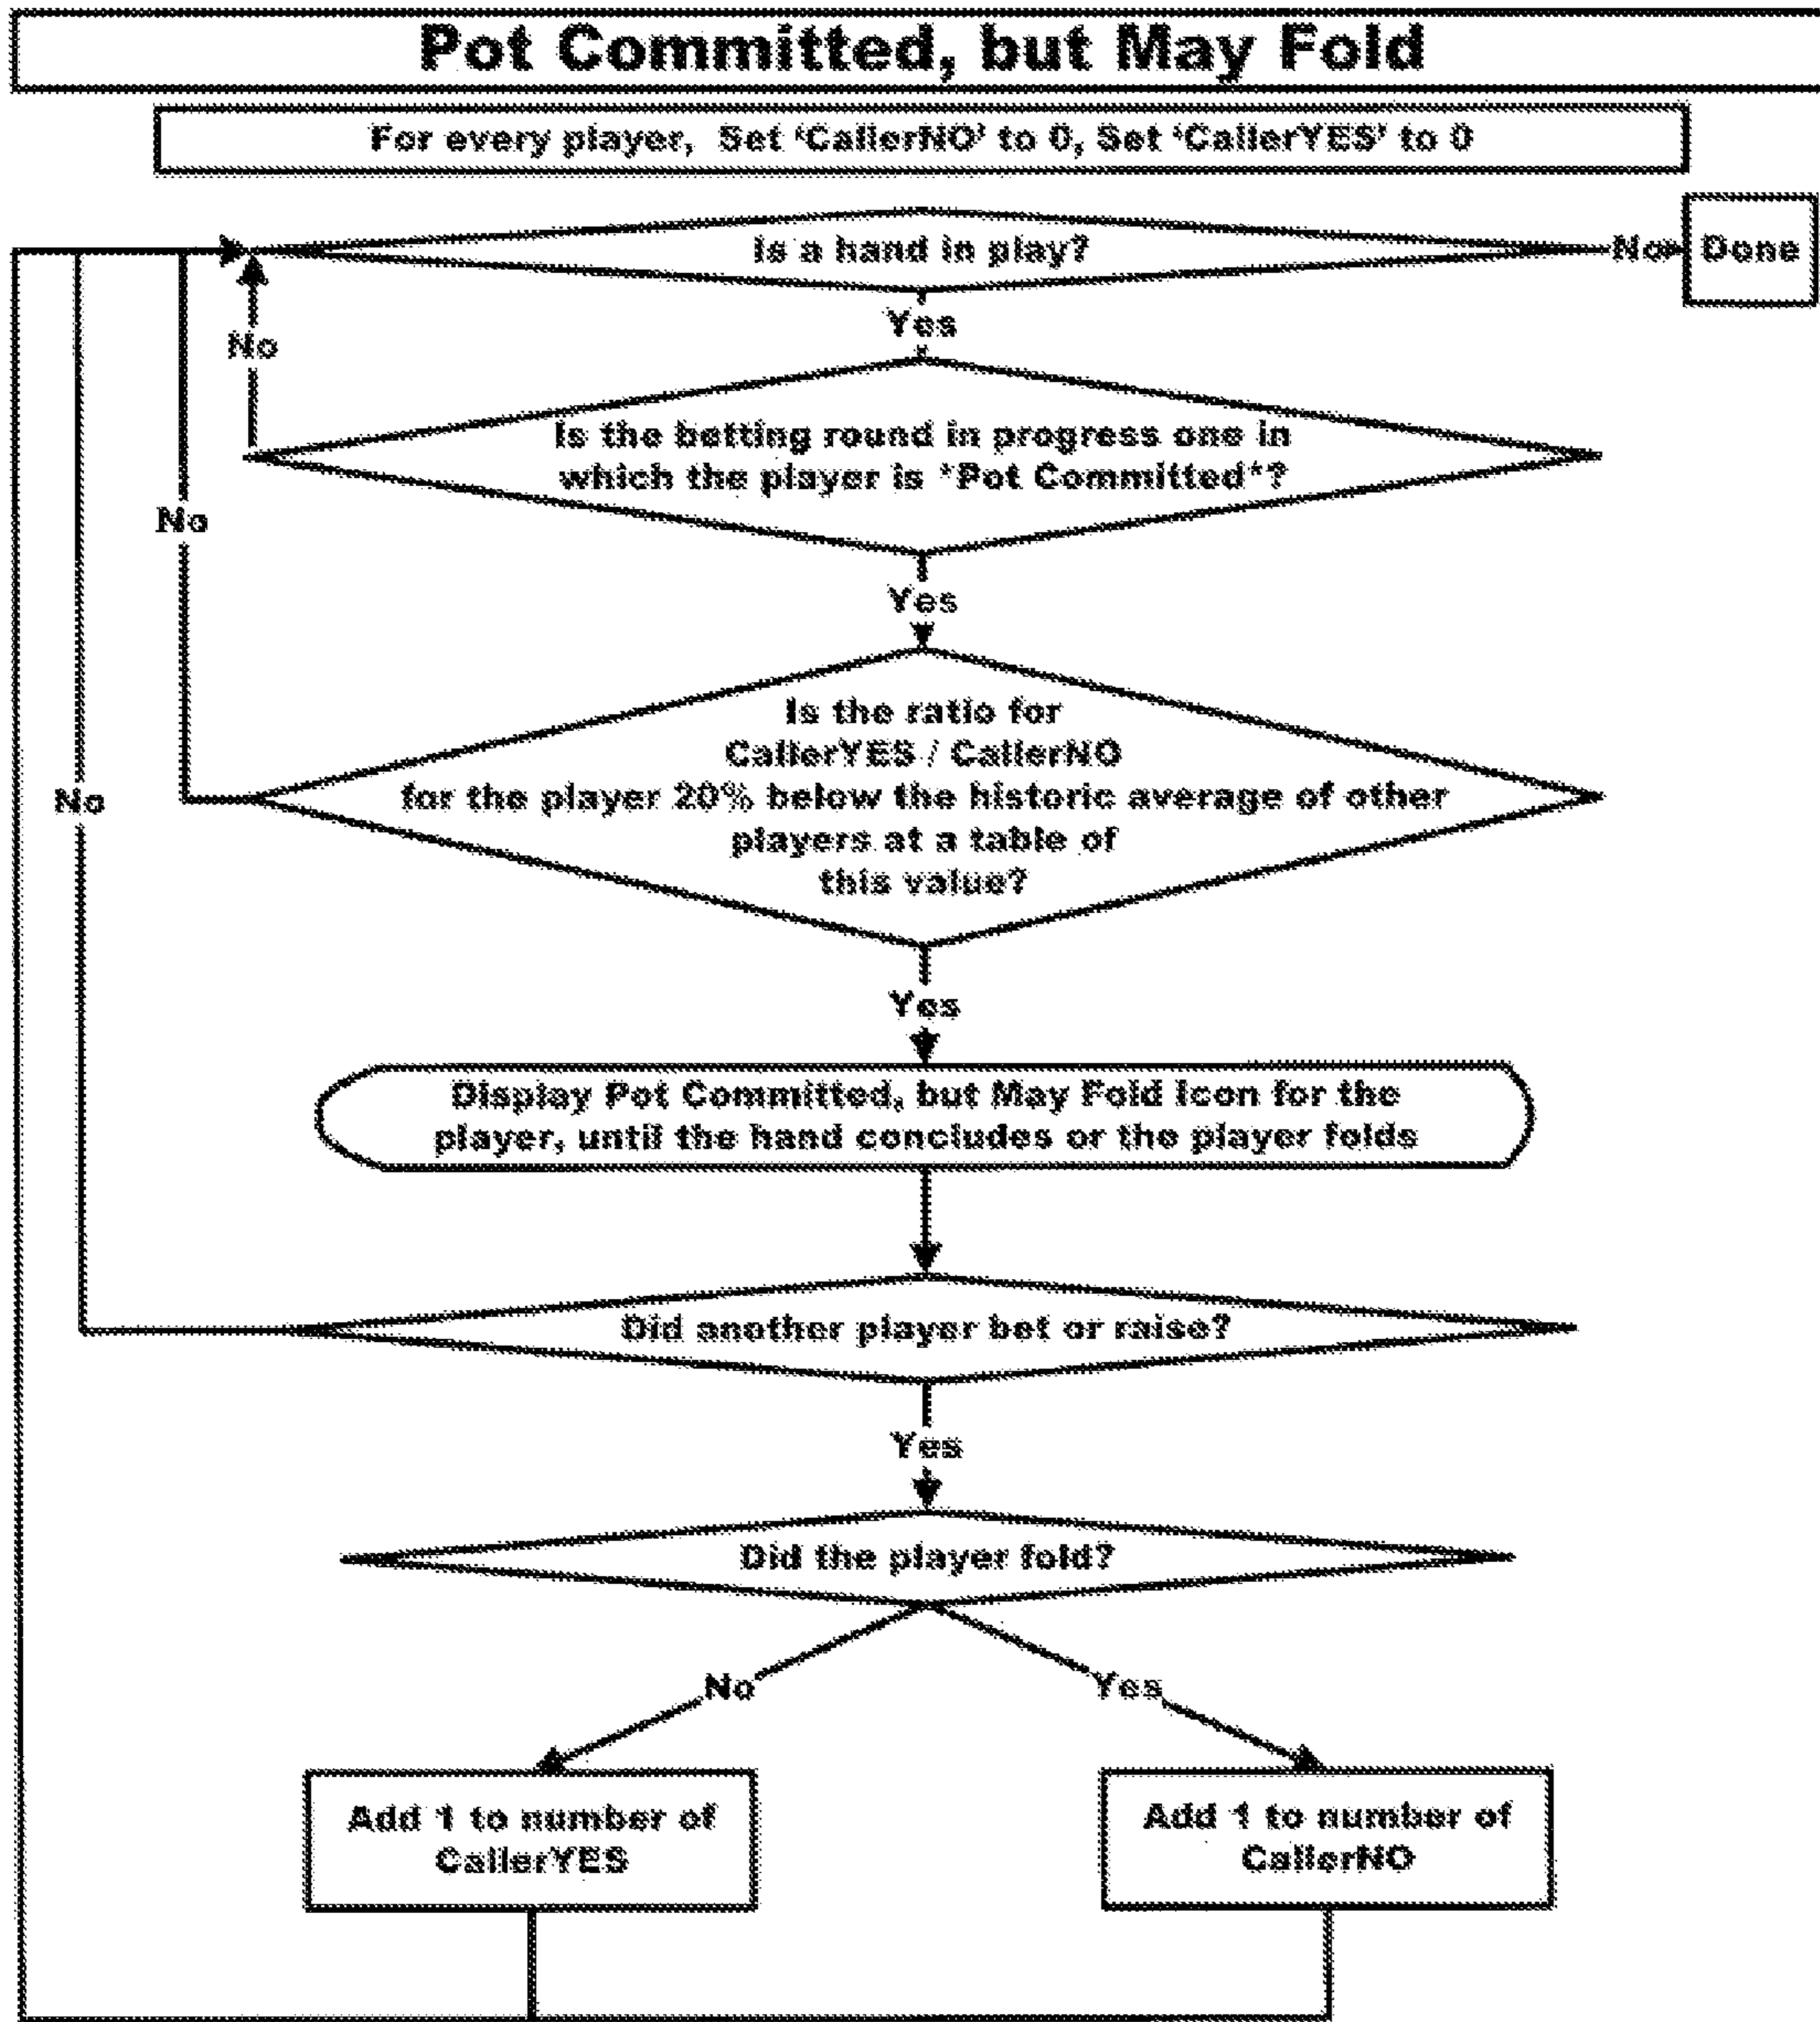 Pot Committed, but May Fold
For every player, Set ‘CallerNO’ to 0, Set ‘CallerYES’ to 0
Is a hand in play?
No
Done
Yes
No
Is the betting round in progress one in
which the player is *Pot Committed*?
No
Yes
Is the ratio for
CallerYES / CallerNO
for the player 20% below the historic average of other
players at a table of
this value?
No
Yes
Display Pot Committed, but May Fold Icon for the
player, until the hand concludes or the player folds
Did another player bet or raise?
Yes
Did the player fold?
No
Yes
Add 1 to number of
CallerYES
Add 1 to number of
CallerNO